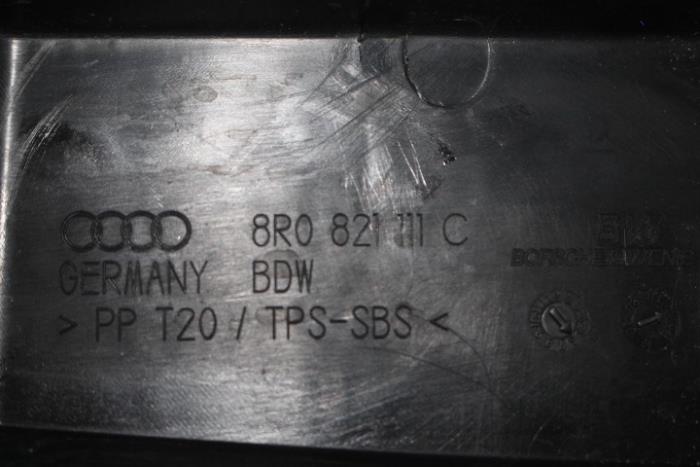 8R0 821 111 C
GERMANY BDW
> PP T20 / TPS-SBS <